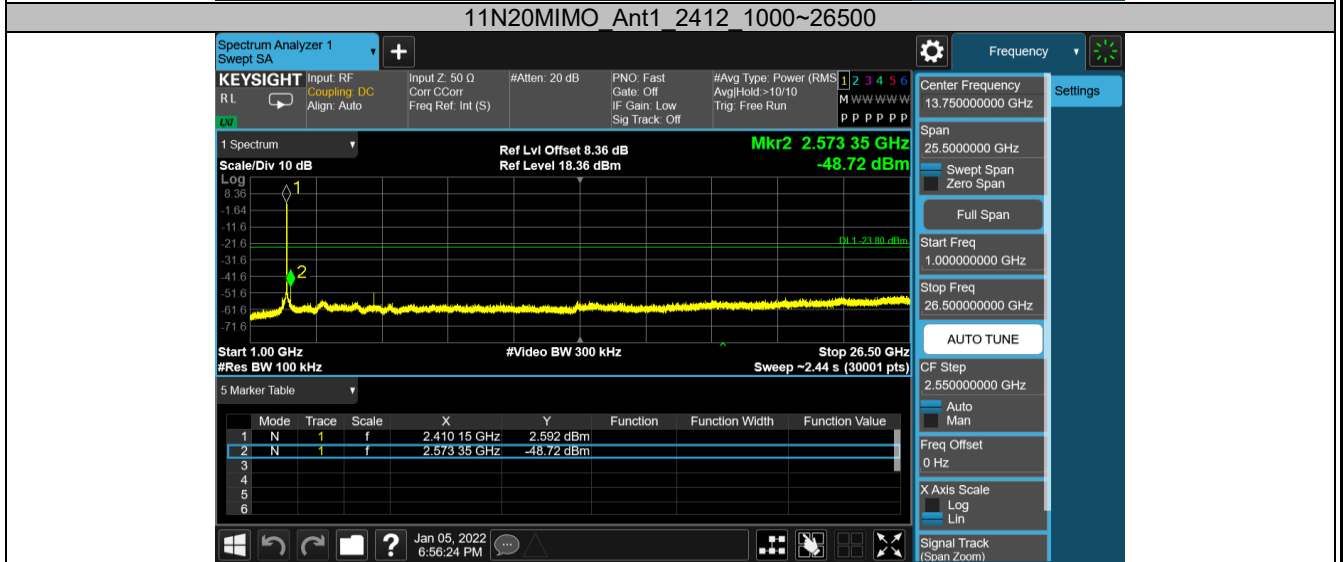 11N20MIMO_Ant1_2412_1000~26500
Spectrum Analyzer 1
Swept SA
Frequency
KEYSIGHT
R L
LXI
Input: RF
Coupling: DC
Align: Auto
Input Z: 50 Ω
Corr CCorr
Freq Ref: Int (S)
#Atten: 20 dB
PNO: Fast
Gate: Off
IF Gain: Low
Sig Track: Off
#Avg Type: Power (RMS
Avg|Hold:>10/10
Trig: Free Run
1 2 3 4 5 6
M W W W W W
P P P P P P
Center Frequency
13.750000000 GHz
Settings
1 Spectrum
Scale/Div 10 dB
Ref Lvl Offset 8.36 dB
Ref Level 18.36 dBm
Mkr2 2.573 35 GHz
-48.72 dBm
Span
25.5000000 GHz
Swept Span
Zero Span
Full Span
Start Freq
1.000000000 GHz
Stop Freq
26.500000000 GHz
AUTO TUNE
CF Step
2.550000000 GHz
Auto
Man
Freq Offset
0 Hz
X Axis Scale
Log
Lin
Signal Track
(Span Zoom)
Log
8.36
-1.64
-11.6
-21.6
-31.6
-41.6
-51.6
-61.6
-71.6
1
2
DL1 -23.80 dBm
Start 1.00 GHz
#Video BW 300 kHz
Stop 26.50 GHz
#Res BW 100 kHz
Sweep ~2.44 s (30001 pts)
5 Marker Table
Mode Trace Scale X Y Function Function Width Function Value
1 N 1 f 2.410 15 GHz 2.592 dBm
2 N 1 f 2.573 35 GHz -48.72 dBm
3
4
5
6
?
Jan 05, 2022
6:56:24 PM